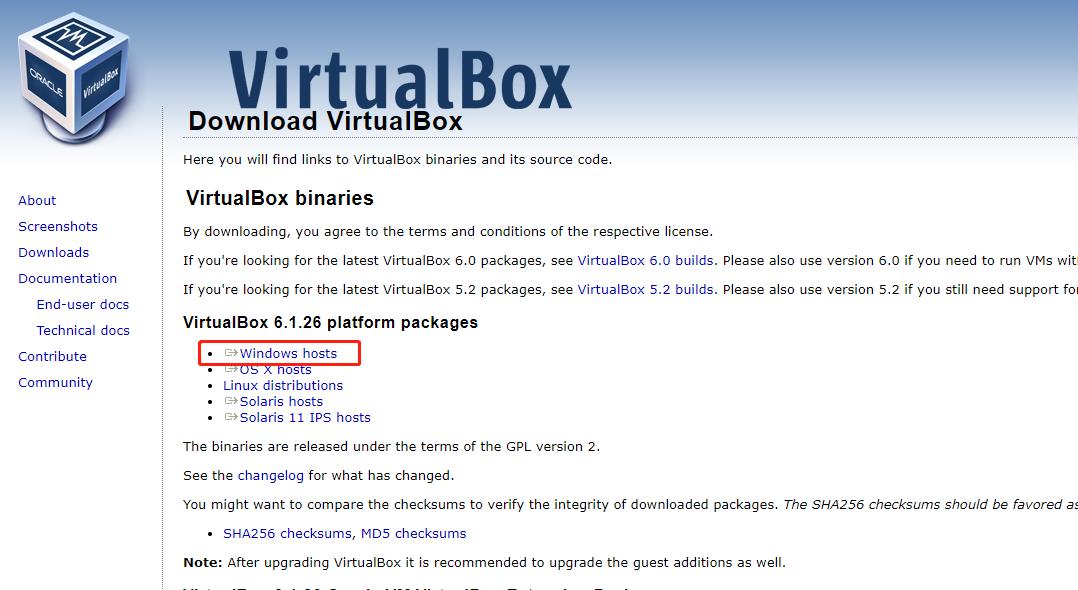 ORACLE
VirtualBox
VirtualBox
Download VirtualBox
Here you will find links to VirtualBox binaries and its source code.
About
Screenshots
Downloads
Documentation
End-user docs
Technical docs
Contribute
Community
VirtualBox binaries
By downloading, you agree to the terms and conditions of the respective license.
If you're looking for the latest VirtualBox 6.0 packages, see VirtualBox 6.0 builds. Please also use version 6.0 if you need to run VMs
If you're looking for the latest VirtualBox 5.2 packages, see VirtualBox 5.2 builds. Please also use version 5.2 if you still need support
VirtualBox 6.1.26 platform packages
• Windows hosts
• OS X hosts
• Linux distributions
• Solaris hosts
• Solaris 11 IPS hosts
The binaries are released under the terms of the GPL version 2.
See the changelog for what has changed.
You might want to compare the checksums to verify the integrity of downloaded packages. The SHA256 checksums should be favored as
• SHA256 checksums, MD5 checksums
Note: After upgrading VirtualBox it is recommended to upgrade the guest additions as well.